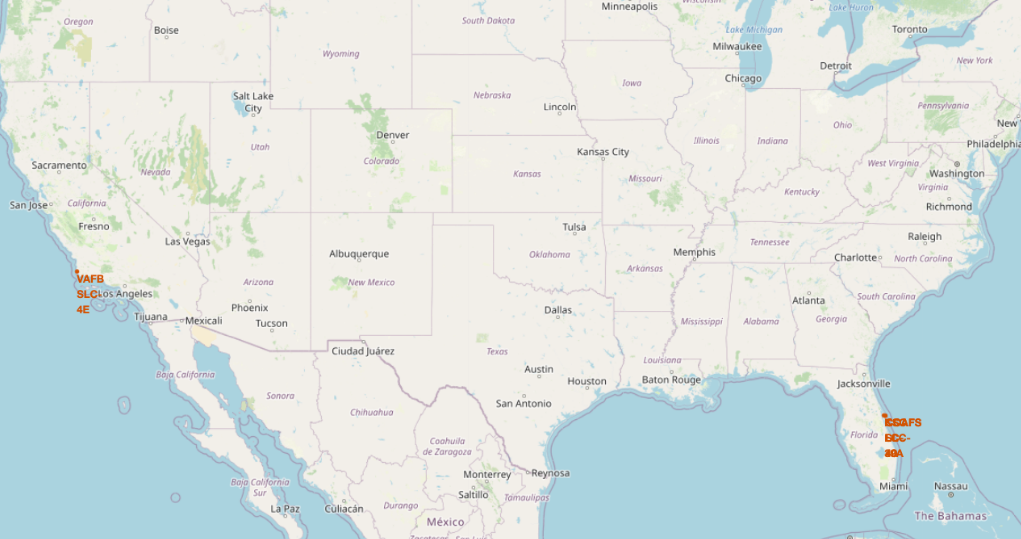 Minneapolis
Wisconsin
Lake Huron
Oregon
South Dakota
Boise
Lake Michigan
Toronto
Milwaukee
Wyoming
New York
Detroit
Chicago
Iowa
Salt Lake
City
Nebraska
Lincoln
Pennsylvania
New
Ohio
Denver
Illinois
Indiana
Philadelphia
Utah
Kansas City
Colorado
Sacramento
West Virginia
Nevada
Kansas
Missouri
Washington
Virginia
Kentucky
San Jose
California
Richmond
Fresno
Tulsa
Raleigh
Las Vegas
Tennessee
Albuquerque
Oklahoma
Memphis
Charlotte
North Carolina
Arkansas
VAFB
SLC-
4E
Arizona
New Mexico
Los Angeles
South Carolina
Atlanta
Phoenix
Dallas
Tijuana
Mexicali
Tucson
Mississippi
Alabama
Georgia
Ciudad Juárez
Texas
Louisiana
Baja California
Austin
Houston
Baton Rouge
Jacksonville
Sonora
San Antonio
Chihuahua
Florida
Coahuila
de Zaragoza
Monterrey
Reynosa
Baja California
Sur
Miami
Nassau
Saltillo
Tamaulipas
La Paz
Culiacán
Durango
México
The Bahamas